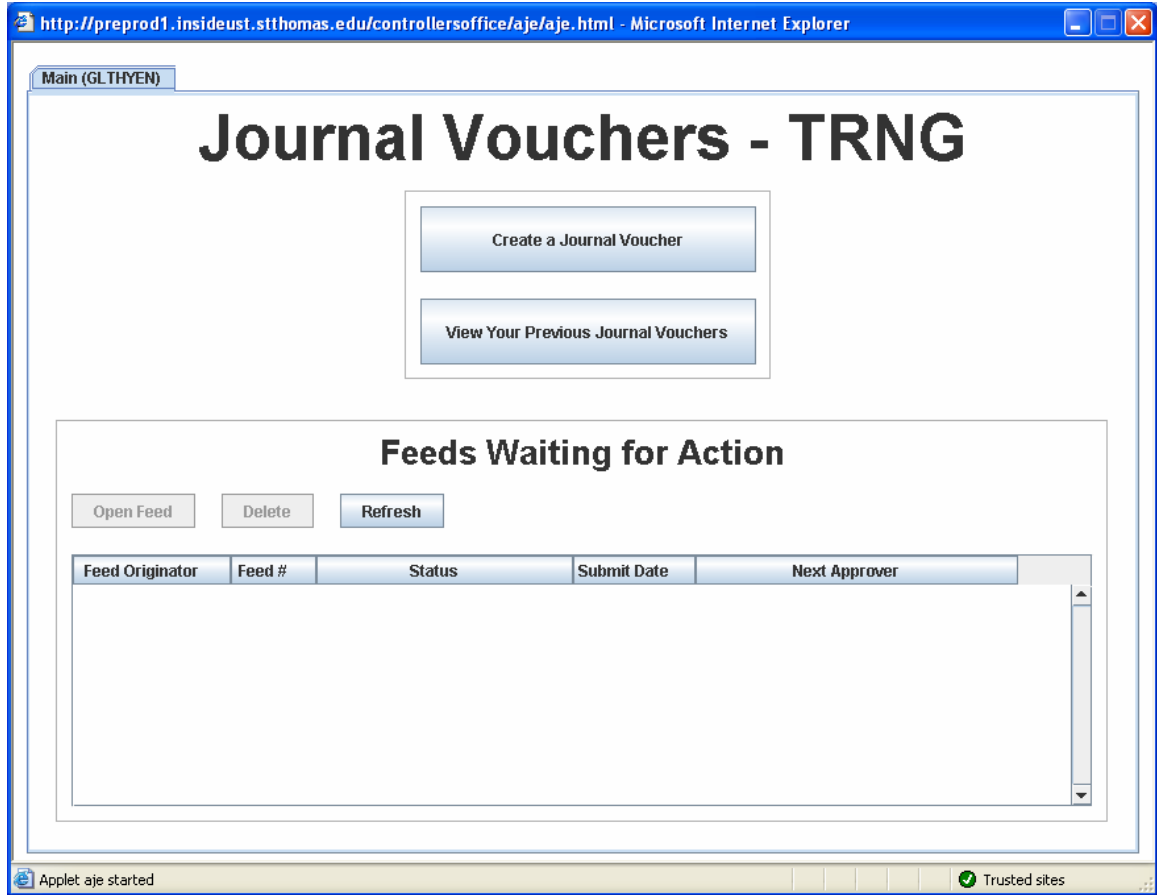 http://preprod1.insideust.stthomas.edu/controllersoffice/aje/aje.html - Microsoft Internet Explorer
Main (GLTHYEN)
Journal Vouchers - TRNG
Create a Journal Voucher
View Your Previous Journal Vouchers
Feeds Waiting for Action
Open Feed Delete Refresh
Feed Originator Feed # Status Submit Date Next Approver
Applet aje started Trusted sites